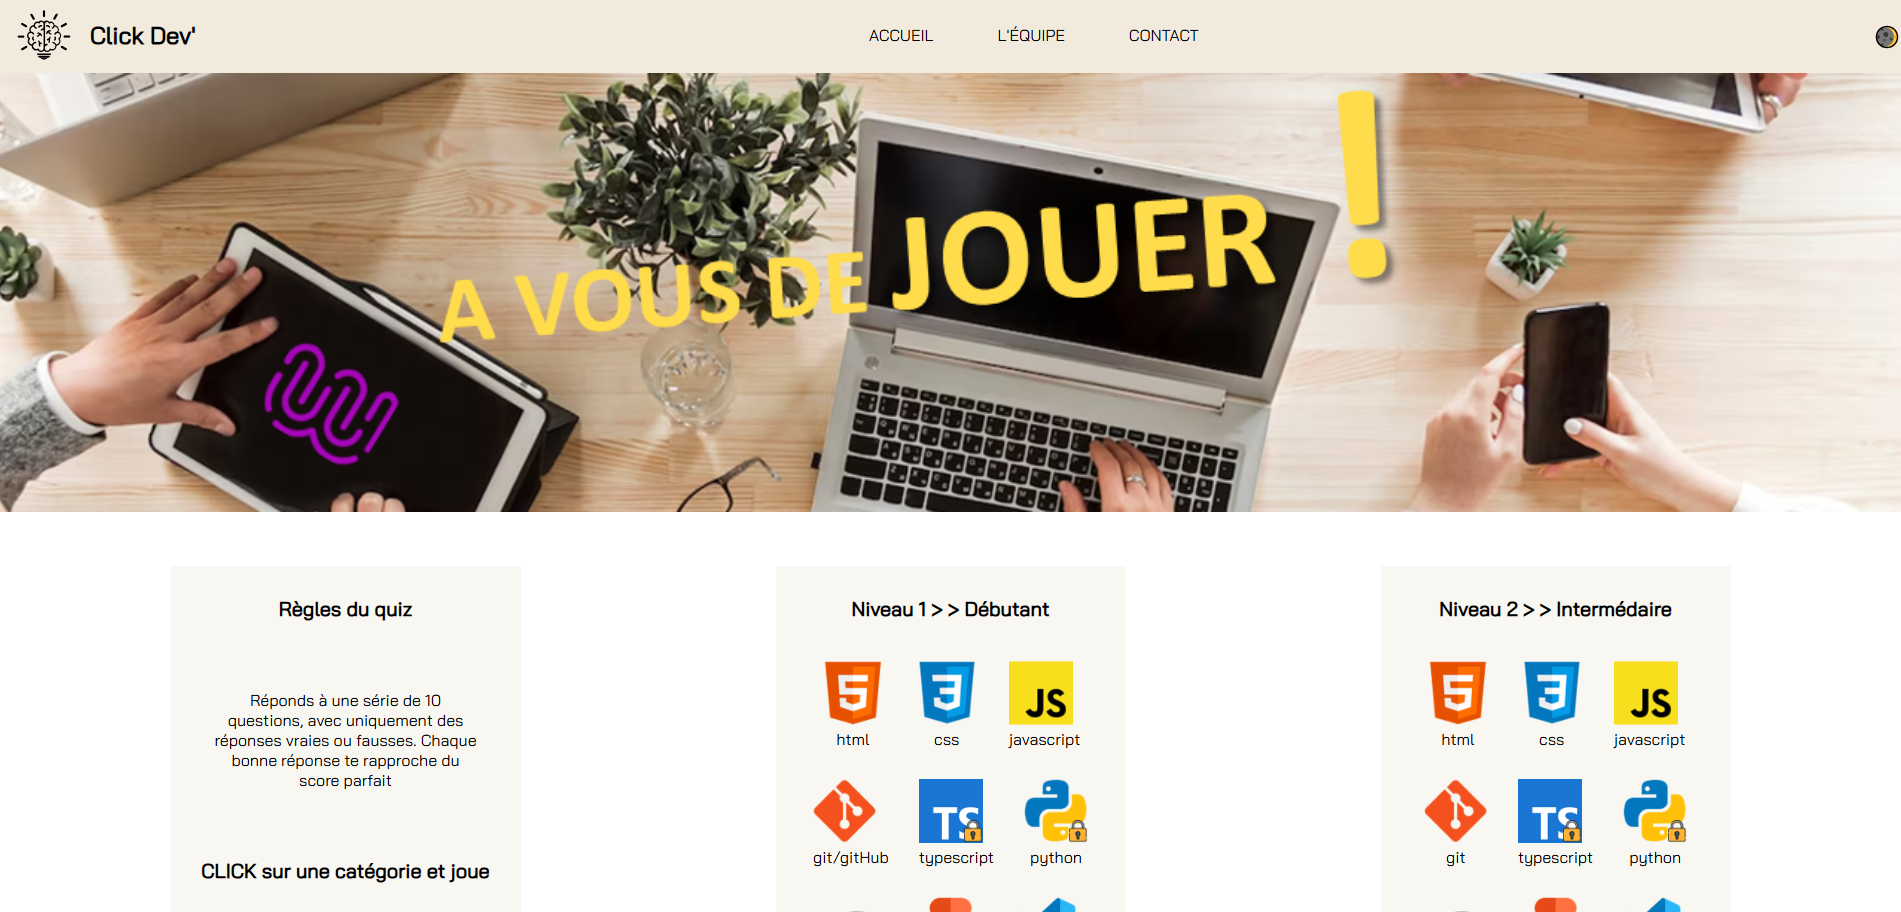 Click Dev'
ACCUEIL
L'ÉQUIPE
CONTACT
A VOUS DE JOUER !
Règles du quiz
Réponds à une série de 10
questions, avec uniquement des
réponses vraies ou fausses. Chaque
bonne réponse te rapproche du
score parfait
CLICK sur une catégorie et joue
Niveau 1 > > Débutant
5
3
JS
html
css
javascript
TS
git/gitHub
typescript
python
Niveau 2 > > Intermédaire
5
3
JS
html
css
javascript
TS
git
typescript
python